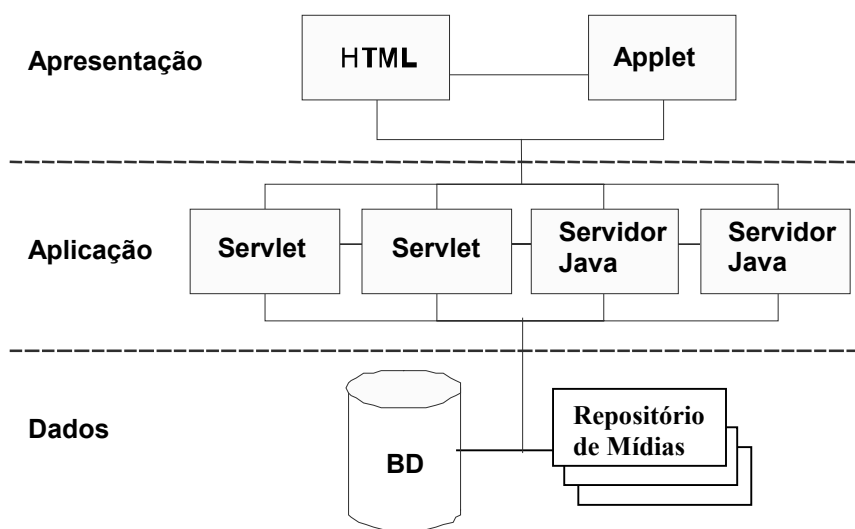 Apresentação
HTML
Applet
Aplicação
Servlet
Servlet
Servidor
Java
Servidor
Java
Dados
BD
Repositório
de Mídias